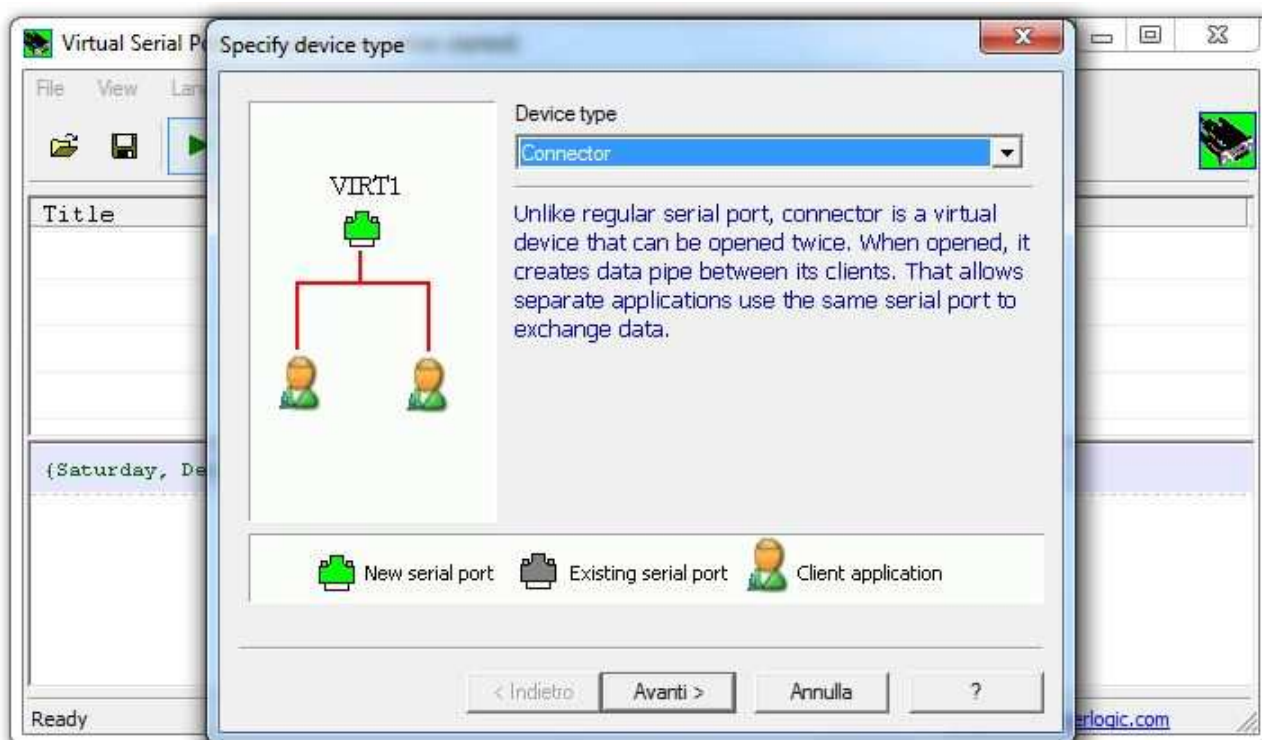 Virtual Serial P
Specify device type
File View Lan
Device type
Connector
VIRT1
Title
Unlike regular serial port, connector is a virtual
device that can be opened twice. When opened, it
creates data pipe between its clients. That allows
separate applications use the same serial port to
exchange data.
{Saturday, De
New serial port Existing serial port Client application
< Indietro Avanti > Annulla ?
Ready
erlogic.com